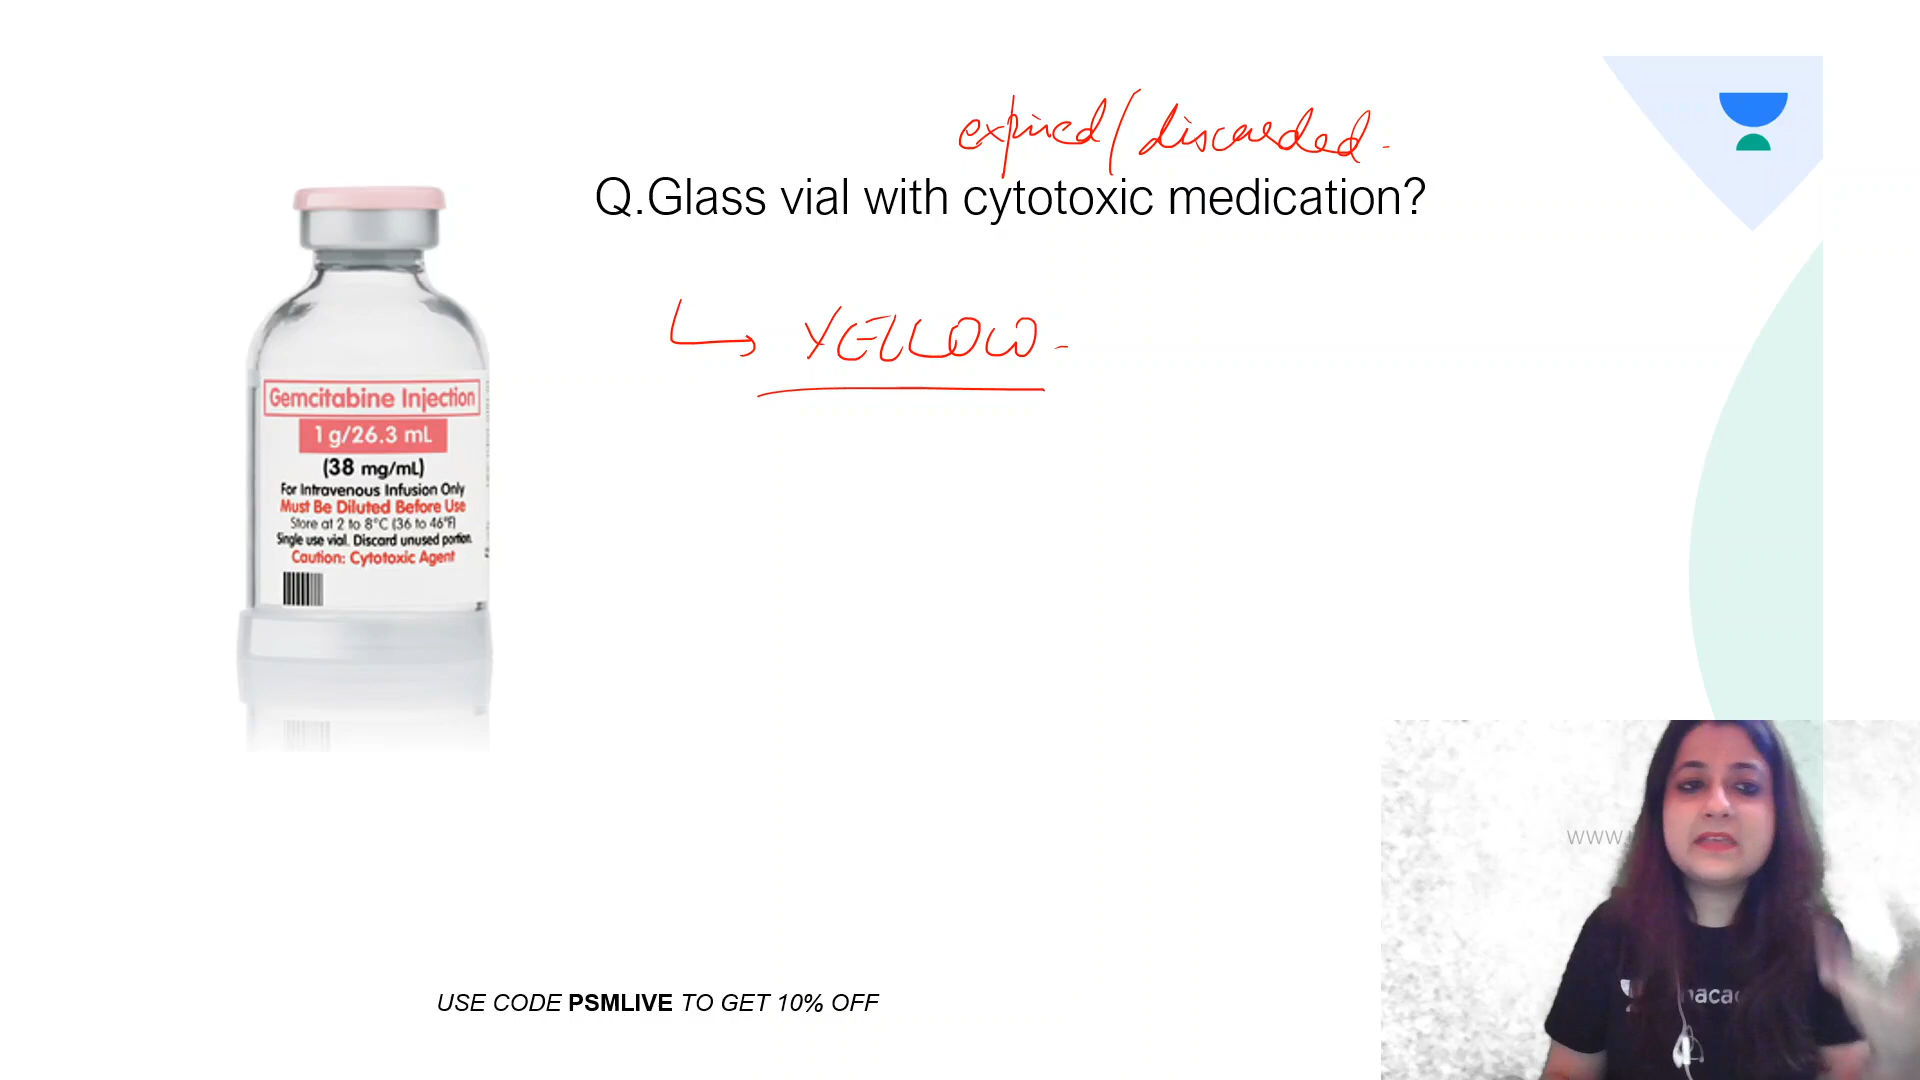 expired/discarded.
Q.Glass vial with cytotoxic medication?
YELLOW-
Gemcitabine Injection
1 g/26.3 mL
(38 mg/mL)
For Intravenous Infusion Only
Must Be Diluted Before Use
Store at 2 to 8°C (36 to 46°F)
Single use vial. Discard unused portion.
Caution: Cytotoxic Agent
www.
naca
USE CODE PSMLIVE TO GET 10% OFF